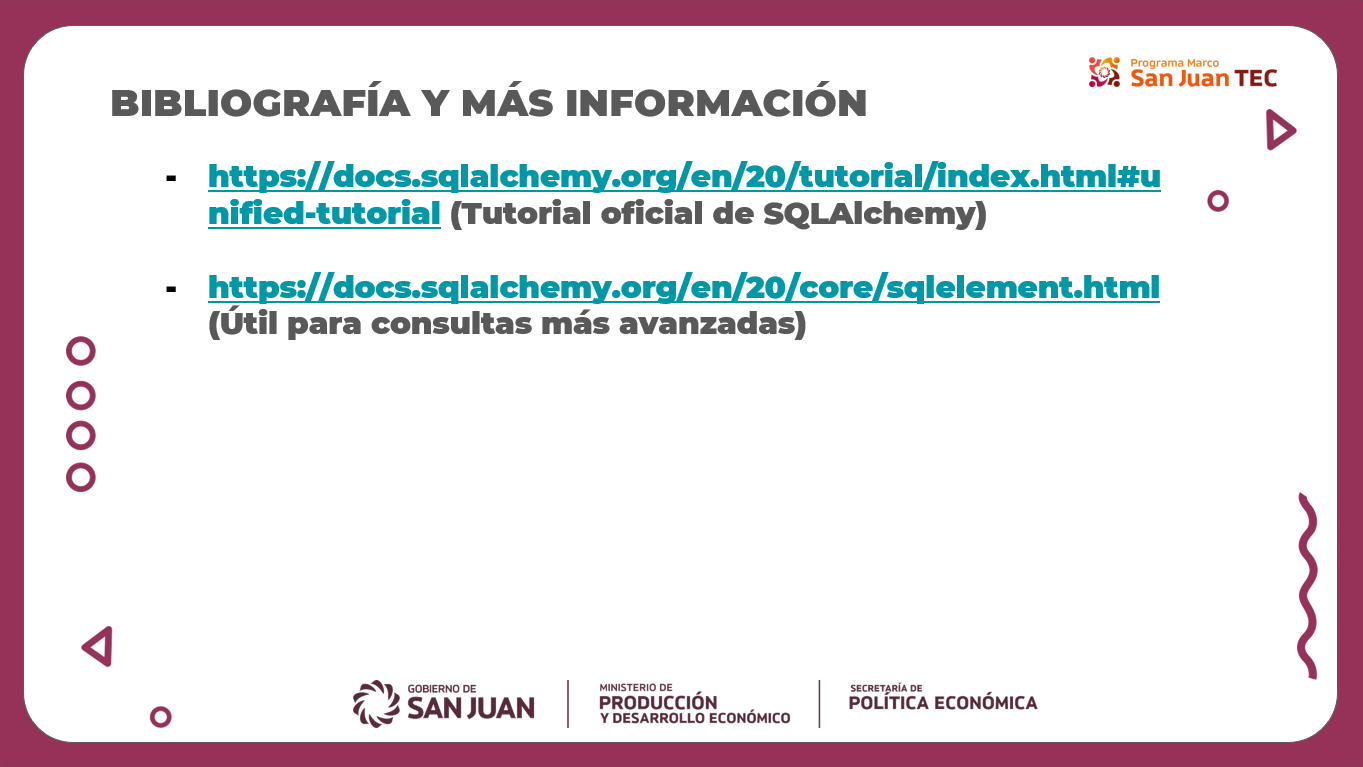 Programa Marco
San Juan TEC
BIBLIOGRAFÍA Y MÁS INFORMACIÓN
- https://docs.sqlalchemy.org/en/20/tutorial/index.html#u
nified-tutorial (Tutorial oficial de SQLAlchemy)
- https://docs.sqlalchemy.org/en/20/core/sqlelement.html
(Útil para consultas más avanzadas)
GOBIERNO DE
SAN JUAN
MINISTERIO DE
PRODUCCIÓN
Y DESARROLLO ECONÓMICO
SECRETARÍA DE
POLÍTICA ECONÓMICA